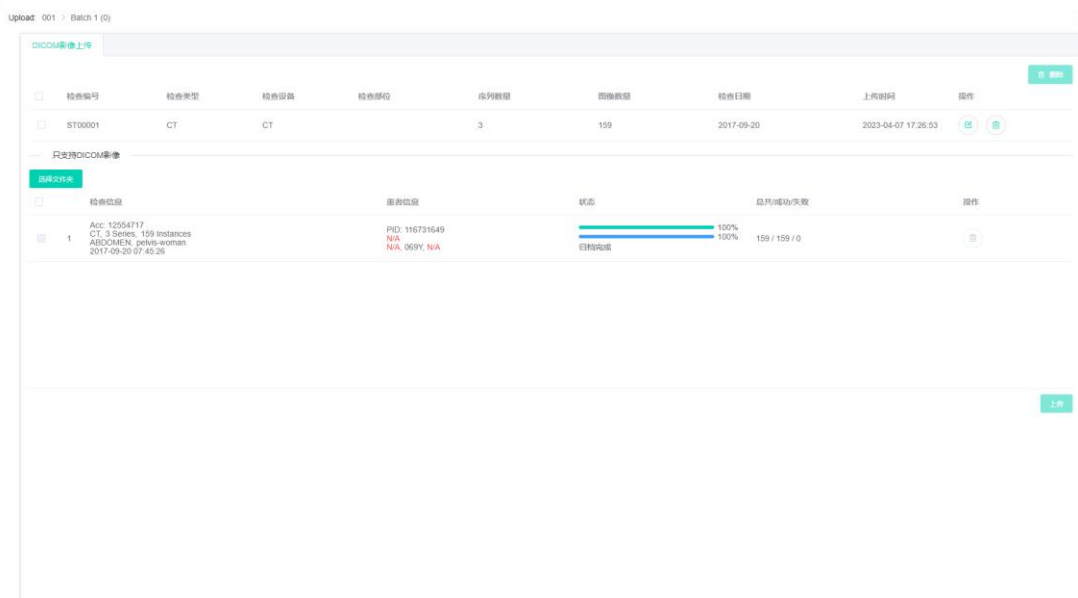 Upload: 001 > Batch 1 (0)
DICOM影像上传
删除
检查编号 检查类型 检查设备 检查部位 序列数量 图像数量 检查日期 上传时间 操作
ST00001 CT CT 3 159 2017-09-20 2023-04-07 17:26:53
只支持DICOM影像
选择文件夹
检查信息 患者信息 状态 总共/成功/失败 操作
1
Acc: 12554717
CT, 3 Series, 159 Instances
ABDOMEN, pelvis-woman
2017-09-20 07:45:26
PID: 116731649
N/A
N/A, 069Y, N/A
100%
100%
归档完成
159 / 159 / 0
上传